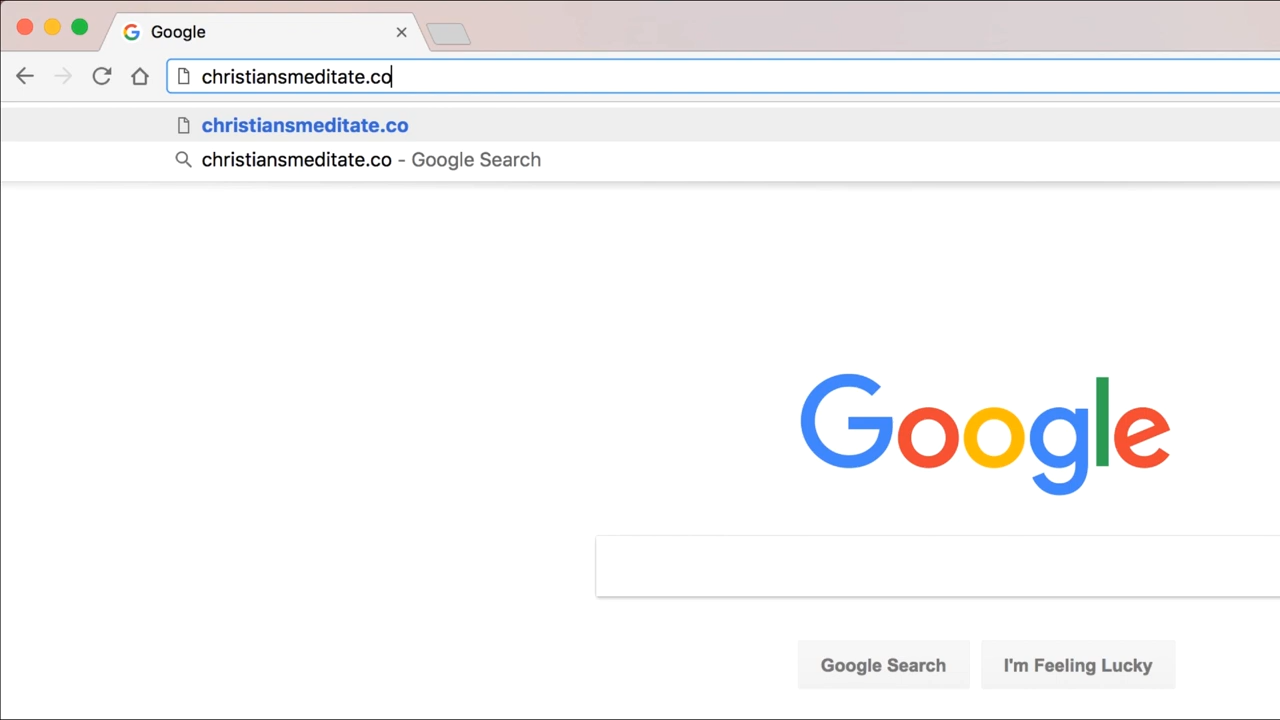 Google
christiansmeditate.co
christiansmeditate.co
christiansmeditate.co - Google Search
Google
Google Search
I'm Feeling Lucky